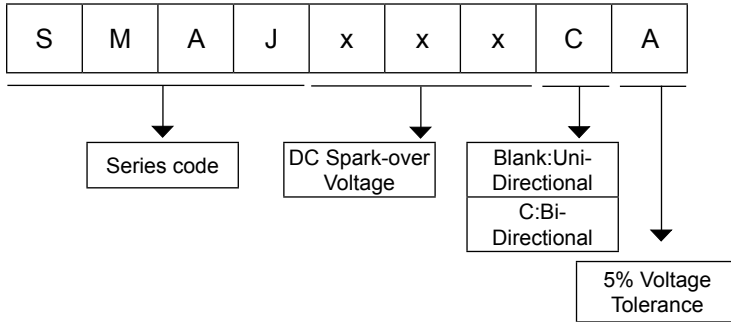 S M A J x x x C A
Series code
DC Spark-over
Voltage
Blank:Uni-
Directional
C:Bi-
Directional
5% Voltage
Tolerance